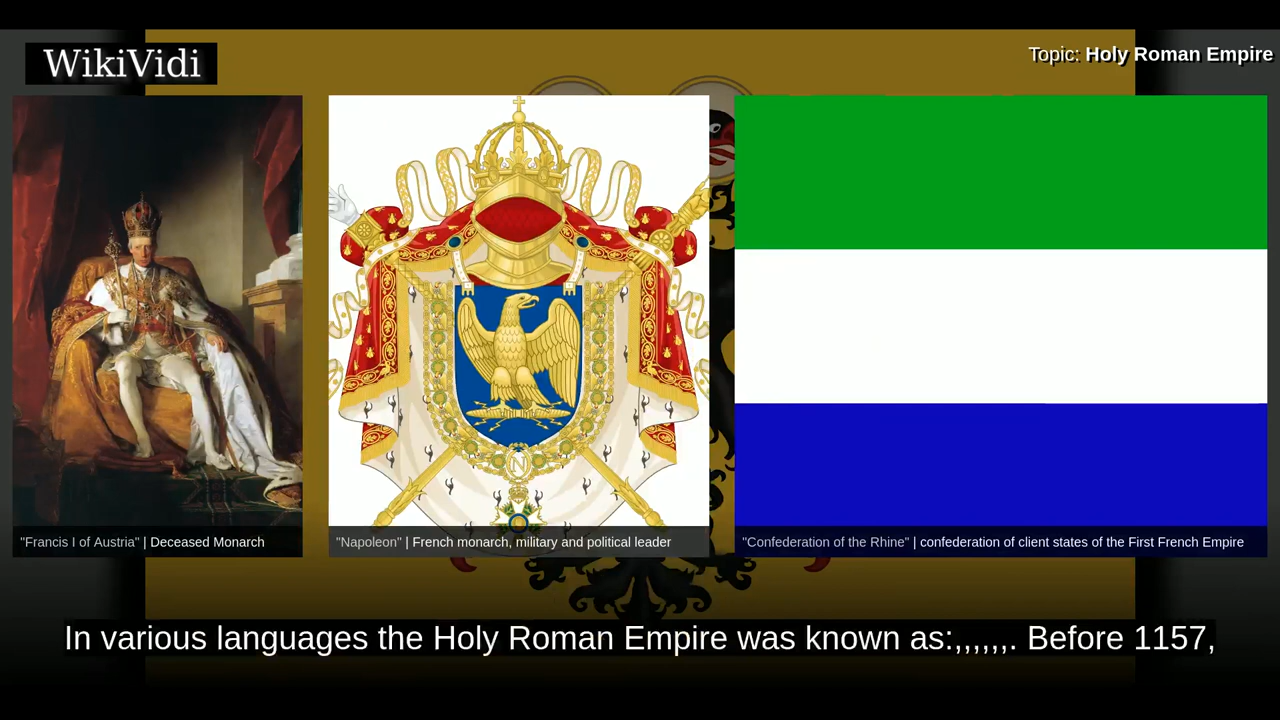 WikiVidi
Topic: Holy Roman Empire
N
"Francis I of Austria" | Deceased Monarch
"Napoleon" | French monarch, military and political leader
"Confederation of the Rhine" | confederation of client states of the First French Empire
In various languages the Holy Roman Empire was known as:,,,,,,. Before 1157,